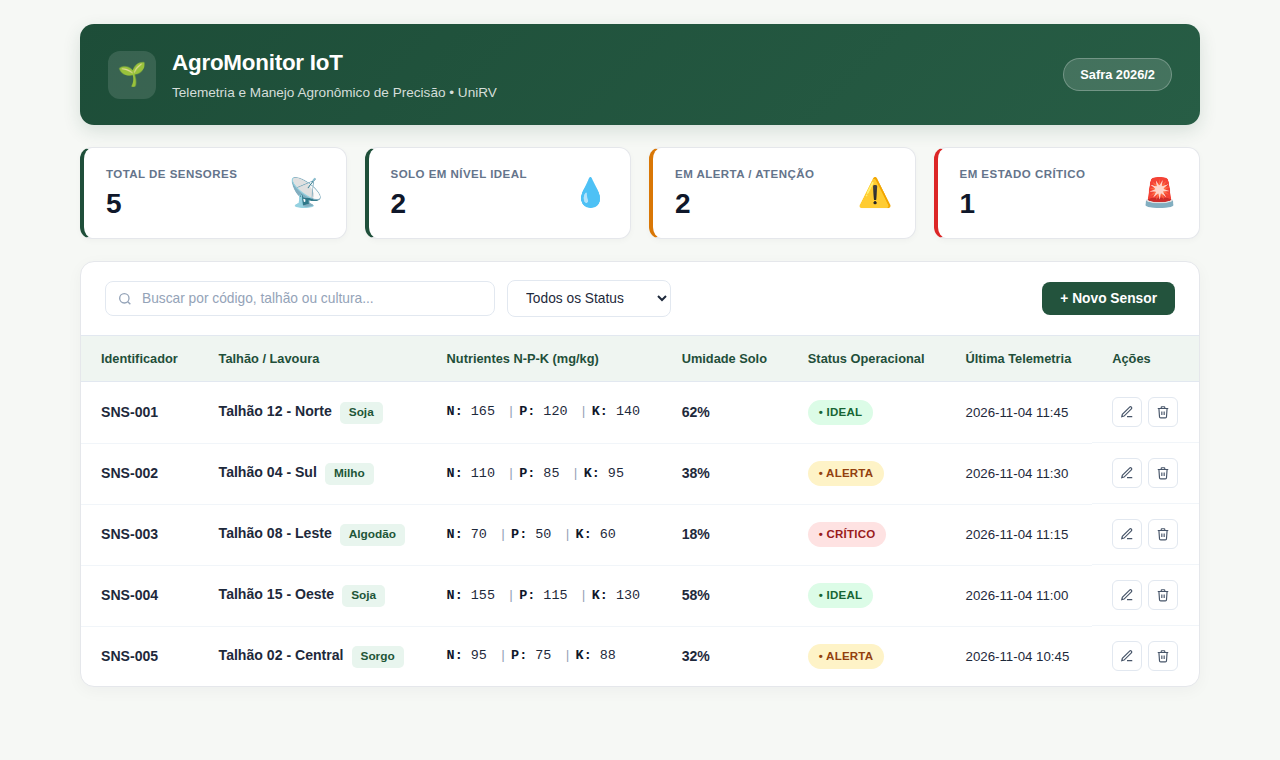 AgroMonitor IoT
Telemetria e Manejo Agronômico de Precisão • UniRV
Safra 2026/2
TOTAL DE SENSORES
5
SOLO EM NÍVEL IDEAL
2
EM ALERTA / ATENÇÃO
2
EM ESTADO CRÍTICO
1
Buscar por código, talhão ou cultura...
Todos os Status
+ Novo Sensor
Identificador Talhão / Lavoura Nutrientes N-P-K (mg/kg) Umidade Solo Status Operacional Última Telemetria Ações
SNS-001 Talhão 12 - Norte Soja N: 165 | P: 120 | K: 140 62% • IDEAL 2026-11-04 11:45
SNS-002 Talhão 04 - Sul Milho N: 110 | P: 85 | K: 95 38% • ALERTA 2026-11-04 11:30
SNS-003 Talhão 08 - Leste Algodão N: 70 | P: 50 | K: 60 18% • CRÍTICO 2026-11-04 11:15
SNS-004 Talhão 15 - Oeste Soja N: 155 | P: 115 | K: 130 58% • IDEAL 2026-11-04 11:00
SNS-005 Talhão 02 - Central Sorgo N: 95 | P: 75 | K: 88 32% • ALERTA 2026-11-04 10:45